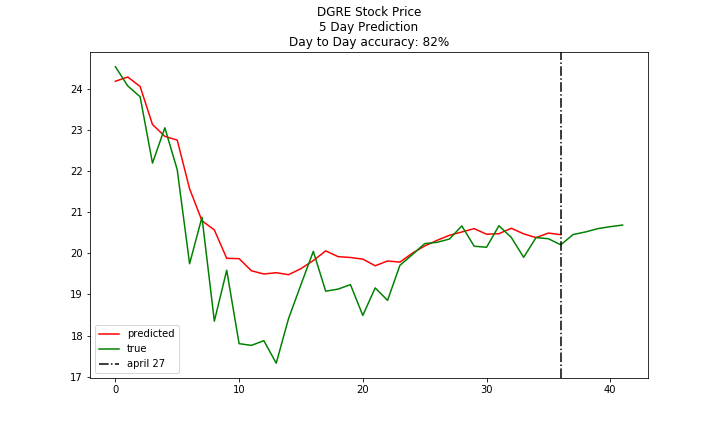 DGRE Stock Price
5 Day Prediction
Day to Day accuracy: 82%
24
23
22
21
20
19
18
17
predicted
true
april 27
0
10
20
30
40